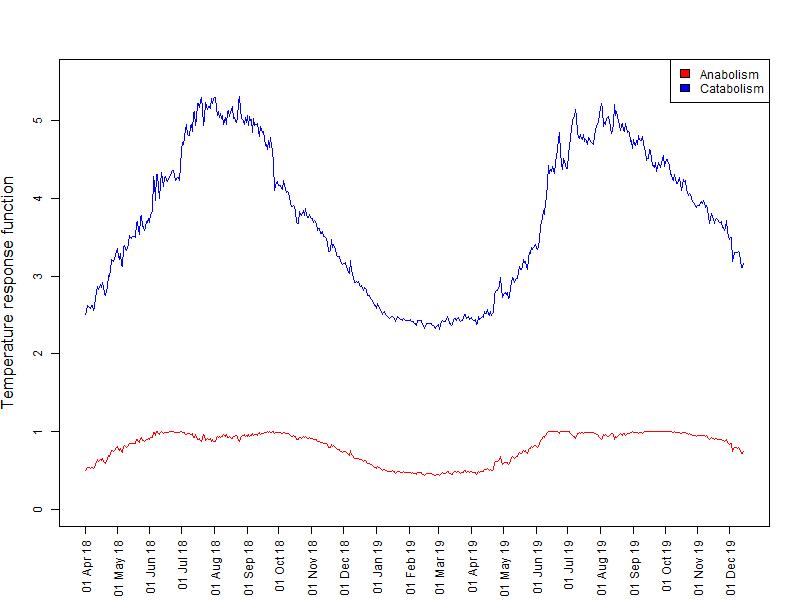 Anabolism
Catabolism
Temperature response function
5
4
3
2
1
0
01 Apr 18
01 May 18
01 Jun 18
01 Jul 18
01 Aug 18
01 Sep 18
01 Oct 18
01 Nov 18
01 Dec 18
01 Jan 19
01 Feb 19
01 Mar 19
01 Apr 19
01 May 19
01 Jun 19
01 Jul 19
01 Aug 19
01 Sep 19
01 Oct 19
01 Nov 19
01 Dec 19